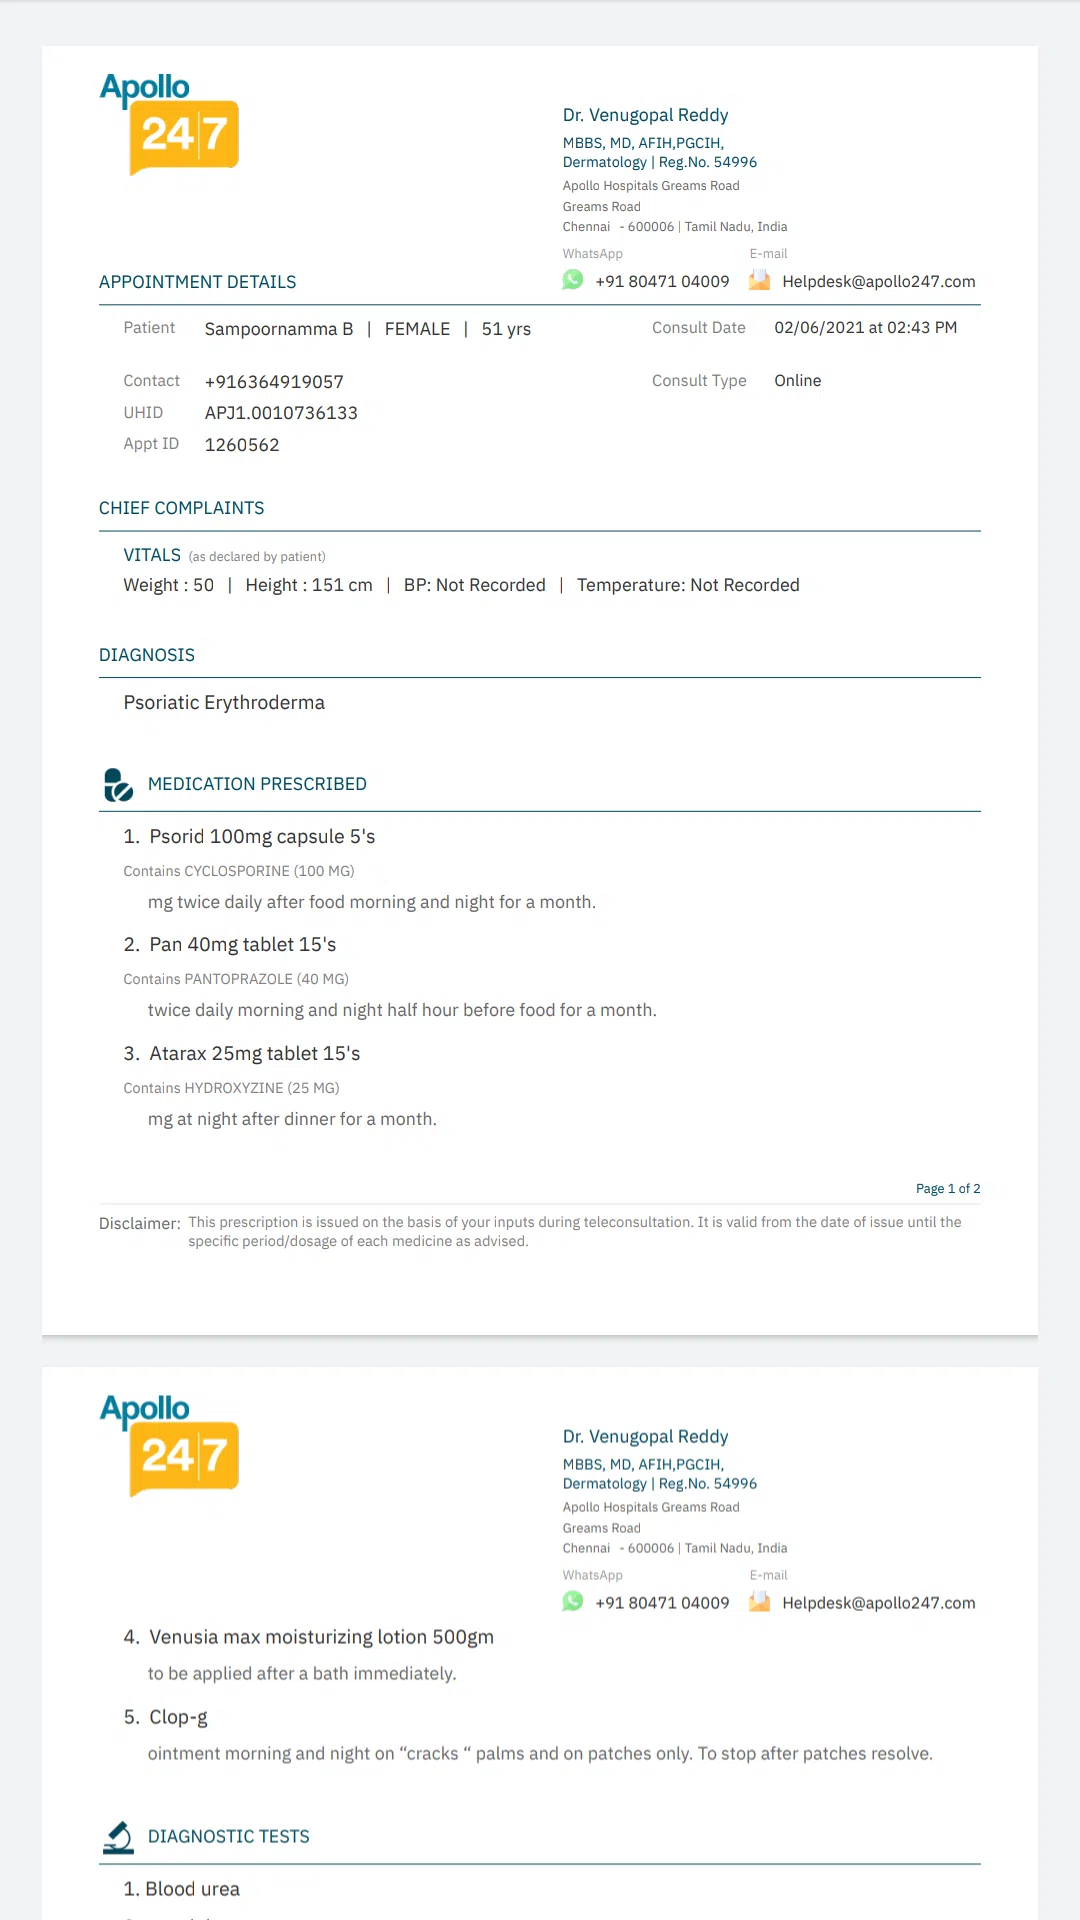 Apollo
24|7
Dr. Venugopal Reddy
MBBS, MD, AFIH,PGCIH,
Dermatology | Reg.No. 54996
Apollo Hospitals Greams Road
Greams Road
Chennai - 600006 | Tamil Nadu, India
WhatsApp E-mail
+91 80471 04009 Helpdesk@apollo247.com
APPOINTMENT DETAILS
Patient Sampoornamma B | FEMALE | 51 yrs Consult Date 02/06/2021 at 02:43 PM
Contact +916364919057 Consult Type Online
UHID APJ1.0010736133
Appt ID 1260562
CHIEF COMPLAINTS
VITALS (as declared by patient)
Weight : 50 | Height : 151 cm | BP: Not Recorded | Temperature: Not Recorded
DIAGNOSIS
Psoriatic Erythroderma
MEDICATION PRESCRIBED
1. Psorid 100mg capsule 5's
Contains CYCLOSPORINE (100 MG)
mg twice daily after food morning and night for a month.
2. Pan 40mg tablet 15's
Contains PANTOPRAZOLE (40 MG)
twice daily morning and night half hour before food for a month.
3. Atarax 25mg tablet 15's
Contains HYDROXYZINE (25 MG)
mg at night after dinner for a month.
Page 1 of 2
Disclaimer: This prescription is issued on the basis of your inputs during teleconsultation. It is valid from the date of issue until the
specific period/dosage of each medicine as advised.
Apollo
24|7
Dr. Venugopal Reddy
MBBS, MD, AFIH,PGCIH,
Dermatology | Reg.No. 54996
Apollo Hospitals Greams Road
Greams Road
Chennai - 600006 | Tamil Nadu, India
WhatsApp E-mail
+91 80471 04009 Helpdesk@apollo247.com
4. Venusia max moisturizing lotion 500gm
to be applied after a bath immediately.
5. Clop-g
ointment morning and night on “cracks “ palms and on patches only. To stop after patches resolve.
DIAGNOSTIC TESTS
1. Blood urea